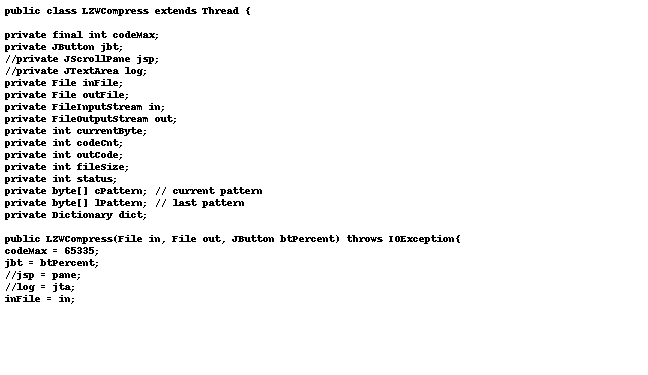 public class LZWCompress extends Thread {
private final int codeMax;
private JButton jbt;
//private JScrollPane jsp;
//private JTextArea log;
private File inFile;
private File outFile;
private FileInputStream in;
private FileOutputStream out;
private int currentByte;
private int codeCnt;
private int outCode;
private int fileSize;
private int status;
private byte[] cPattern; // current pattern
private byte[] lPattern; // last pattern
private Dictionary dict;
public LZWCompress(File in, File out, JButton btPercent) throws IOException{
codeMax = 65335;
jbt = btPercent;
//jsp = pane;
//log = jta;
inFile = in;